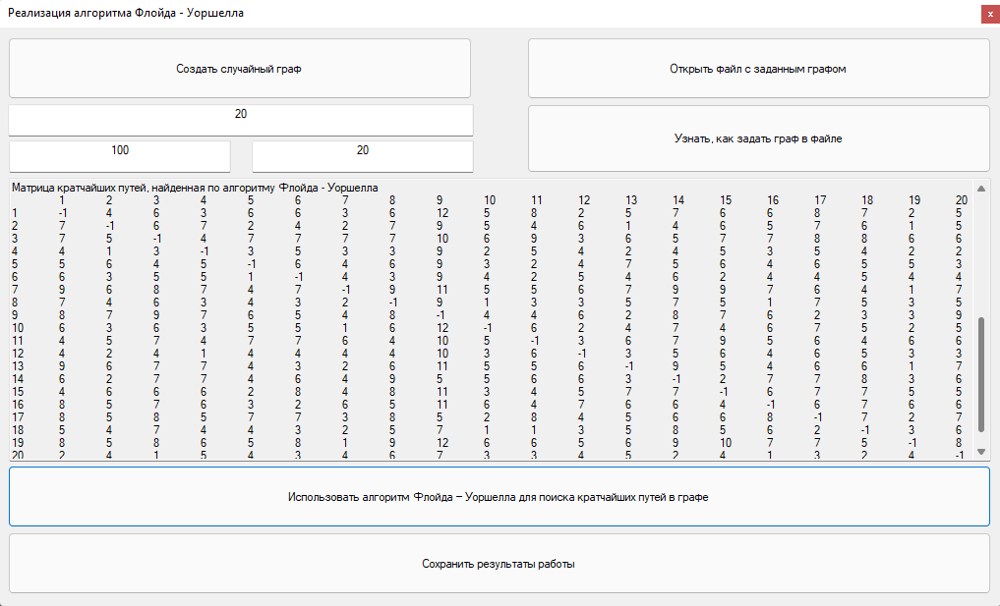 Реализация алгоритма Флойда - Уоршелла
x
Создать случайный граф
Открыть файл с заданным графом
20
Узнать, как задать граф в файле
100 20
Матрица кратчайших путей, найденная по алгоритму Флойда - Уоршелла
1 2 3 4 5 6 7 8 9 10 11 12 13 14 15 16 17 18 19 20
1 -1 4 6 3 6 6 3 6 12 5 8 2 5 7 6 6 8 7 2 5
2 7 -1 6 7 2 4 2 7 9 5 4 6 1 4 6 5 7 6 1 5
3 7 5 -1 4 7 7 7 7 10 6 9 3 6 5 7 7 8 8 6 6
4 4 1 3 -1 3 5 3 3 9 2 5 4 2 4 5 3 5 4 2 2
5 5 6 4 5 -1 6 4 6 9 3 2 4 7 5 6 4 6 5 5 3
6 6 3 5 5 1 -1 4 3 9 4 2 5 4 6 2 4 4 5 4 4
7 9 6 8 7 4 7 -1 9 11 5 5 6 7 9 9 7 6 4 1 7
8 7 4 6 3 4 3 2 -1 9 1 3 3 5 7 5 1 7 5 3 5
9 8 7 9 7 6 5 4 8 -1 4 4 6 2 8 7 6 2 3 3 9
10 6 3 6 3 5 5 1 6 12 -1 6 2 4 7 4 6 7 5 2 5
11 4 5 7 4 7 7 6 4 10 5 -1 3 6 7 9 5 6 4 6 6
12 4 2 4 1 4 4 4 4 10 3 6 -1 3 5 6 4 6 5 3 3
13 9 6 7 7 4 3 2 6 11 5 5 6 -1 9 5 4 6 6 1 7
14 6 2 7 7 4 6 4 9 5 5 6 6 3 -1 2 7 7 8 3 6
15 4 6 6 6 2 8 4 8 11 3 4 5 7 7 -1 6 7 7 5 5
16 8 5 7 6 3 2 6 5 11 6 4 7 6 6 4 -1 6 7 6 6
17 8 5 8 5 7 7 3 8 5 2 8 4 5 6 6 8 -1 7 2 7
18 5 4 7 4 4 3 2 5 7 1 1 3 5 8 5 6 2 -1 3 6
19 8 5 8 6 5 8 1 9 12 6 6 5 6 9 10 7 7 5 -1 8
20 2 4 1 5 4 3 4 6 7 3 3 4 5 2 4 1 3 2 4 -1
Использовать алгоритм Флойда – Уоршелла для поиска кратчайших путей в графе
Сохранить результаты работы